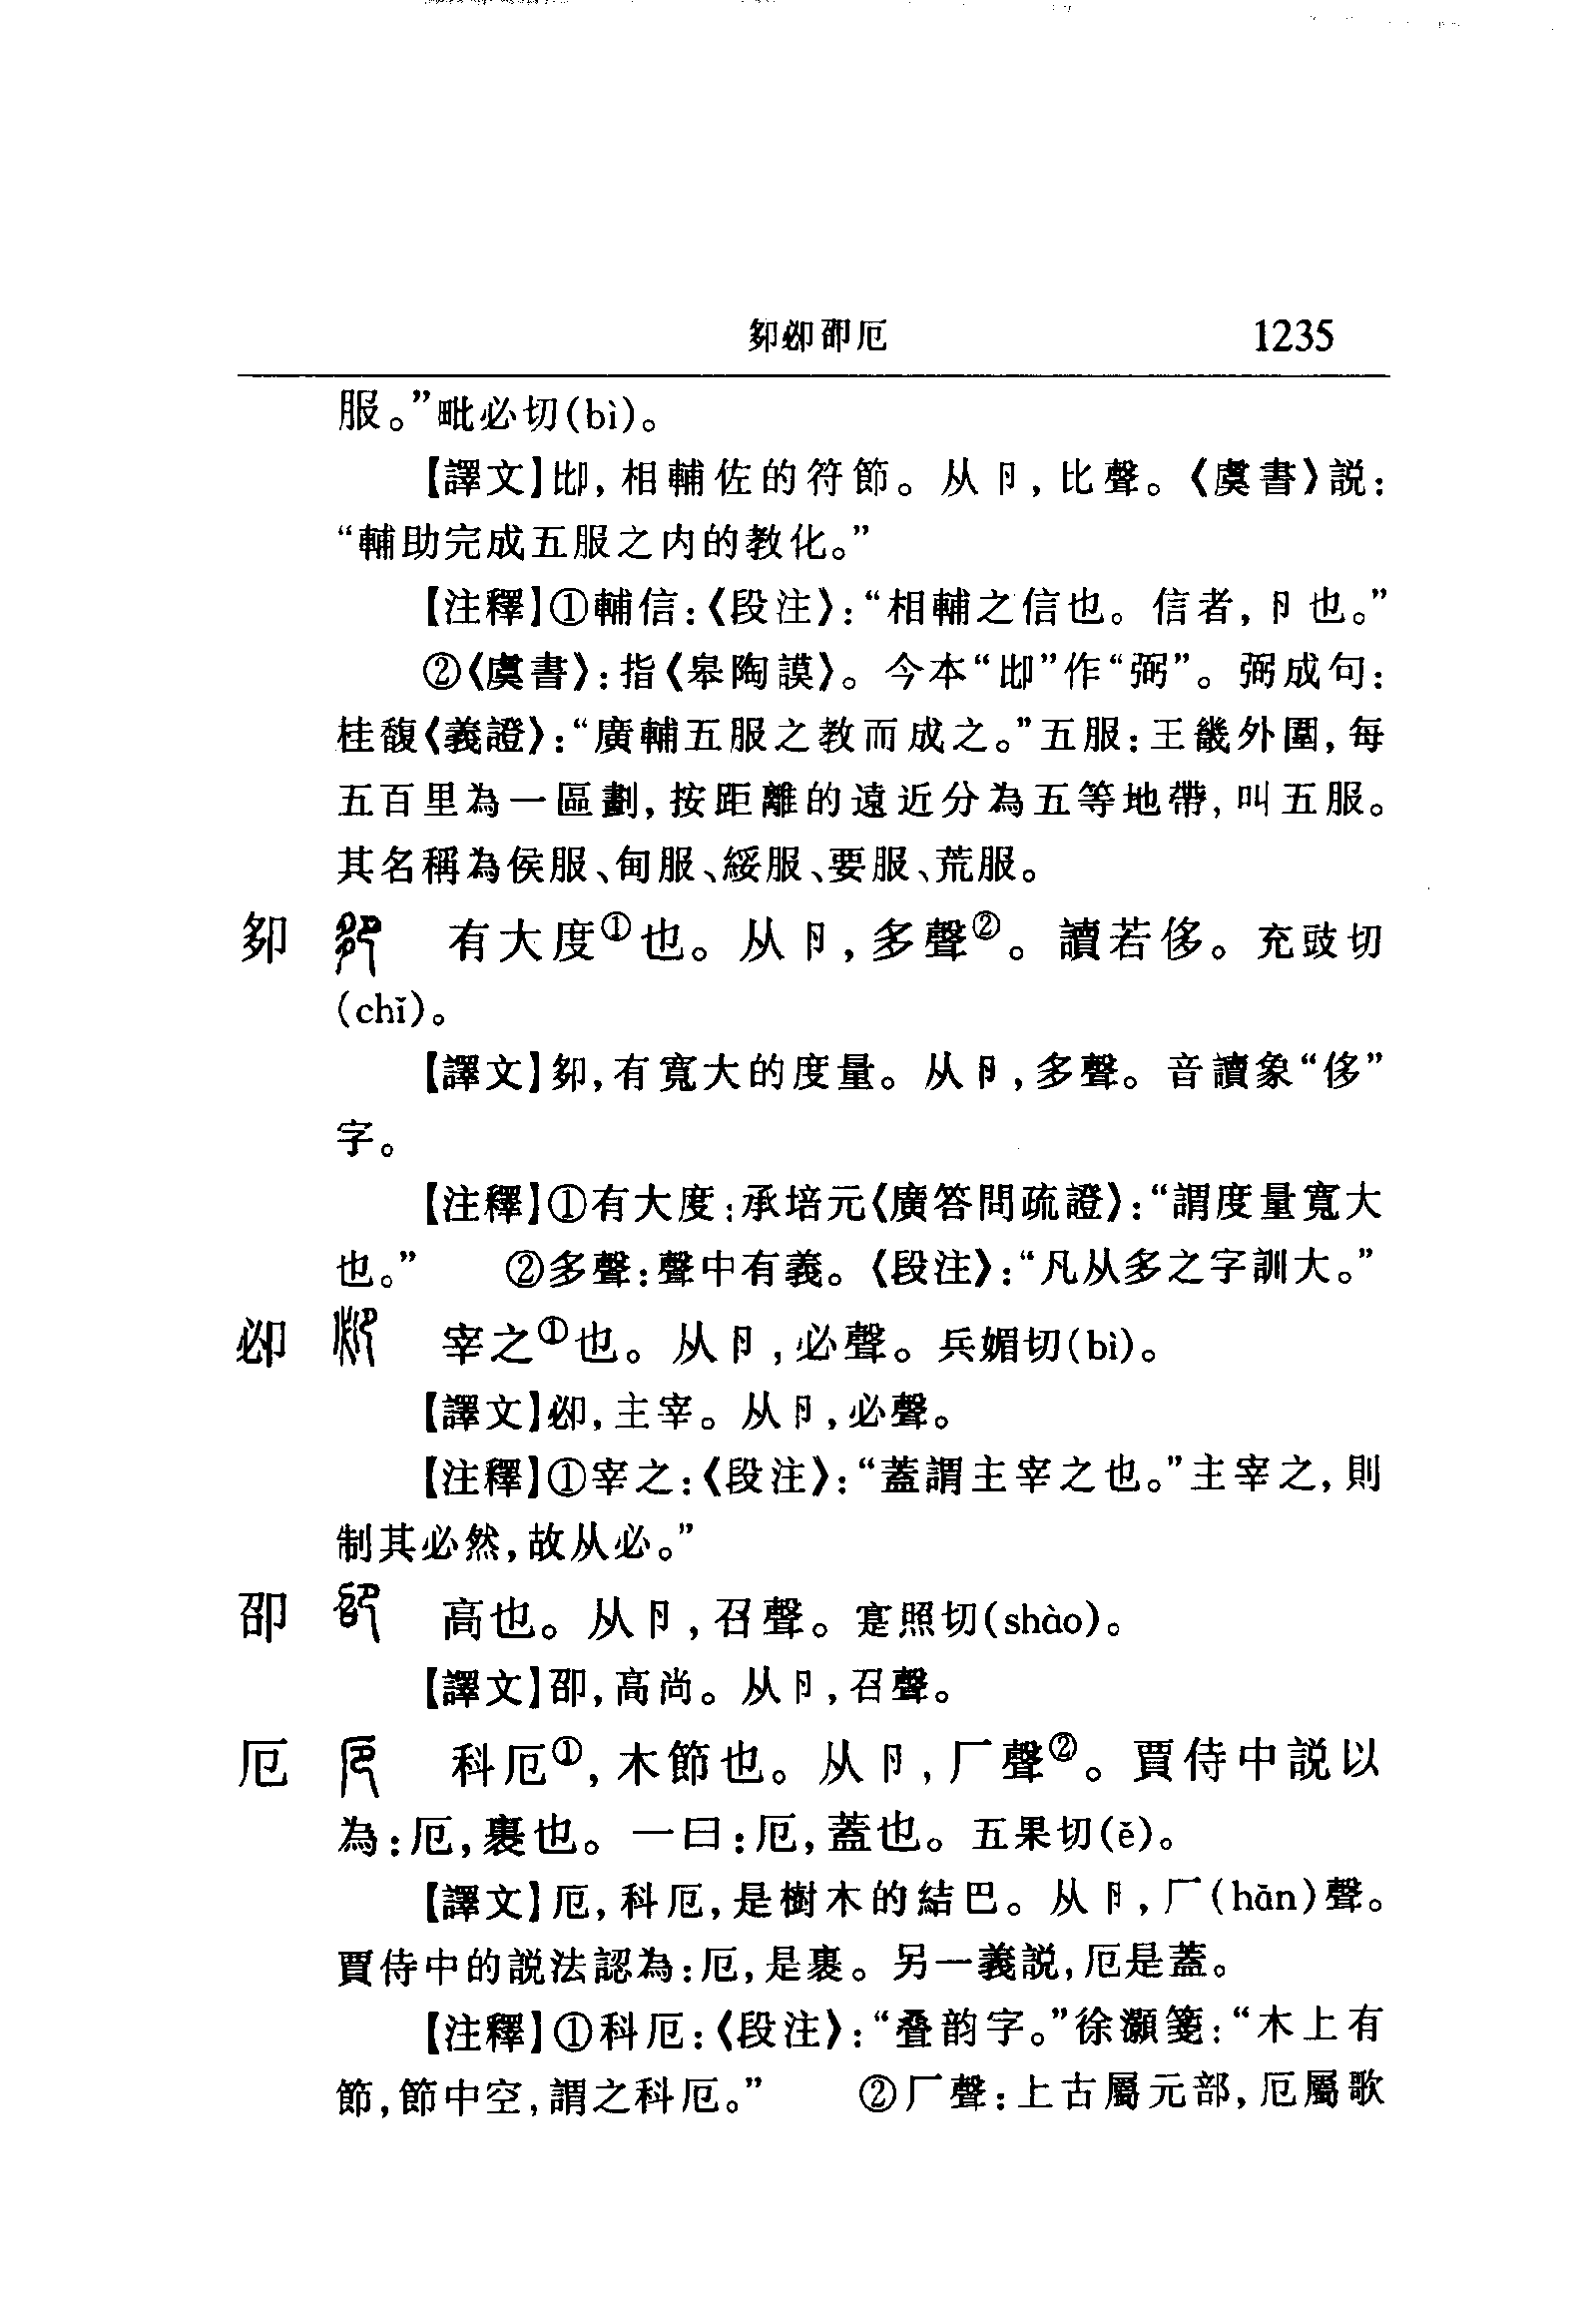 𠨘𠨜卲厄 1235
服。”毗必切(bì)。
【譯文】𠨒,相輔佐的符節。从卪,比聲。《虞書》説:
“輔助完成五服之内的教化。”
【注釋】①輔信:《段注》:“相輔之信也。信者,卪也。”
②《虞書》:指《皋陶謨》。今本“𠨒”作“弼”。弼成句:
桂馥《義證》:“廣輔五服之教而成之。”五服:王畿外圍,每
五百里為一區劃,按距離的遠近分為五等地帶,叫五服。
其名稱為侯服、甸服、綏服、要服、荒服。
𠨘 有大度①也。从卪,多聲②。讀若侈。充豉切
(chǐ)。
【譯文】𠨘,有寬大的度量。从卪,多聲。音讀象“侈”
字。
【注釋】①有大度:承培元《廣答問疏證》:“謂度量寬大
也。” ②多聲:聲中有義。《段注》:“凡从多之字訓大。”
𠨜 宰之①也。从卪,必聲。兵媚切(bì)。
【譯文】𠨜,主宰。从卪,必聲。
【注釋】①宰之:《段注》:“蓋謂主宰之也。”主宰之,則
制其必然,故从必。”
卲 高也。从卪,召聲。寔照切(shào)。
【譯文】卲,高尚。从卪,召聲。
厄 科厄①,木節也。从卪,厂聲②。賈侍中説以
為:厄,裹也。一曰:厄,蓋也。五果切(ě)。
【譯文】厄,科厄,是樹木的結巴。从卪,厂(hǎn)聲。
賈侍中的説法認為:厄,是裹。另一義説,厄是蓋。
【注釋】①科厄:《段注》:“叠韵字。”徐灝箋:“木上有
節,節中空,謂之科厄。” ②厂聲:上古屬元部,厄屬歌